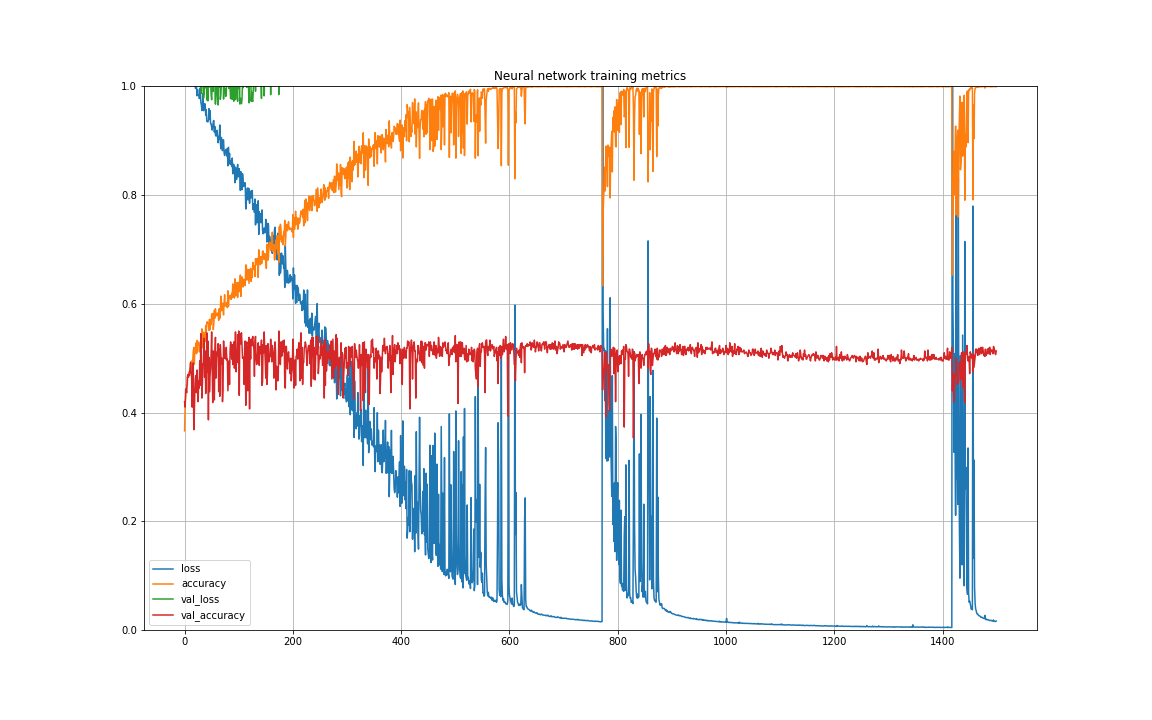 Neural network training metrics
1.0
0.8
0.6
0.4
0.2
0.0
loss
accuracy
val_loss
val_accuracy
0 200 400 600 800 1000 1200 1400